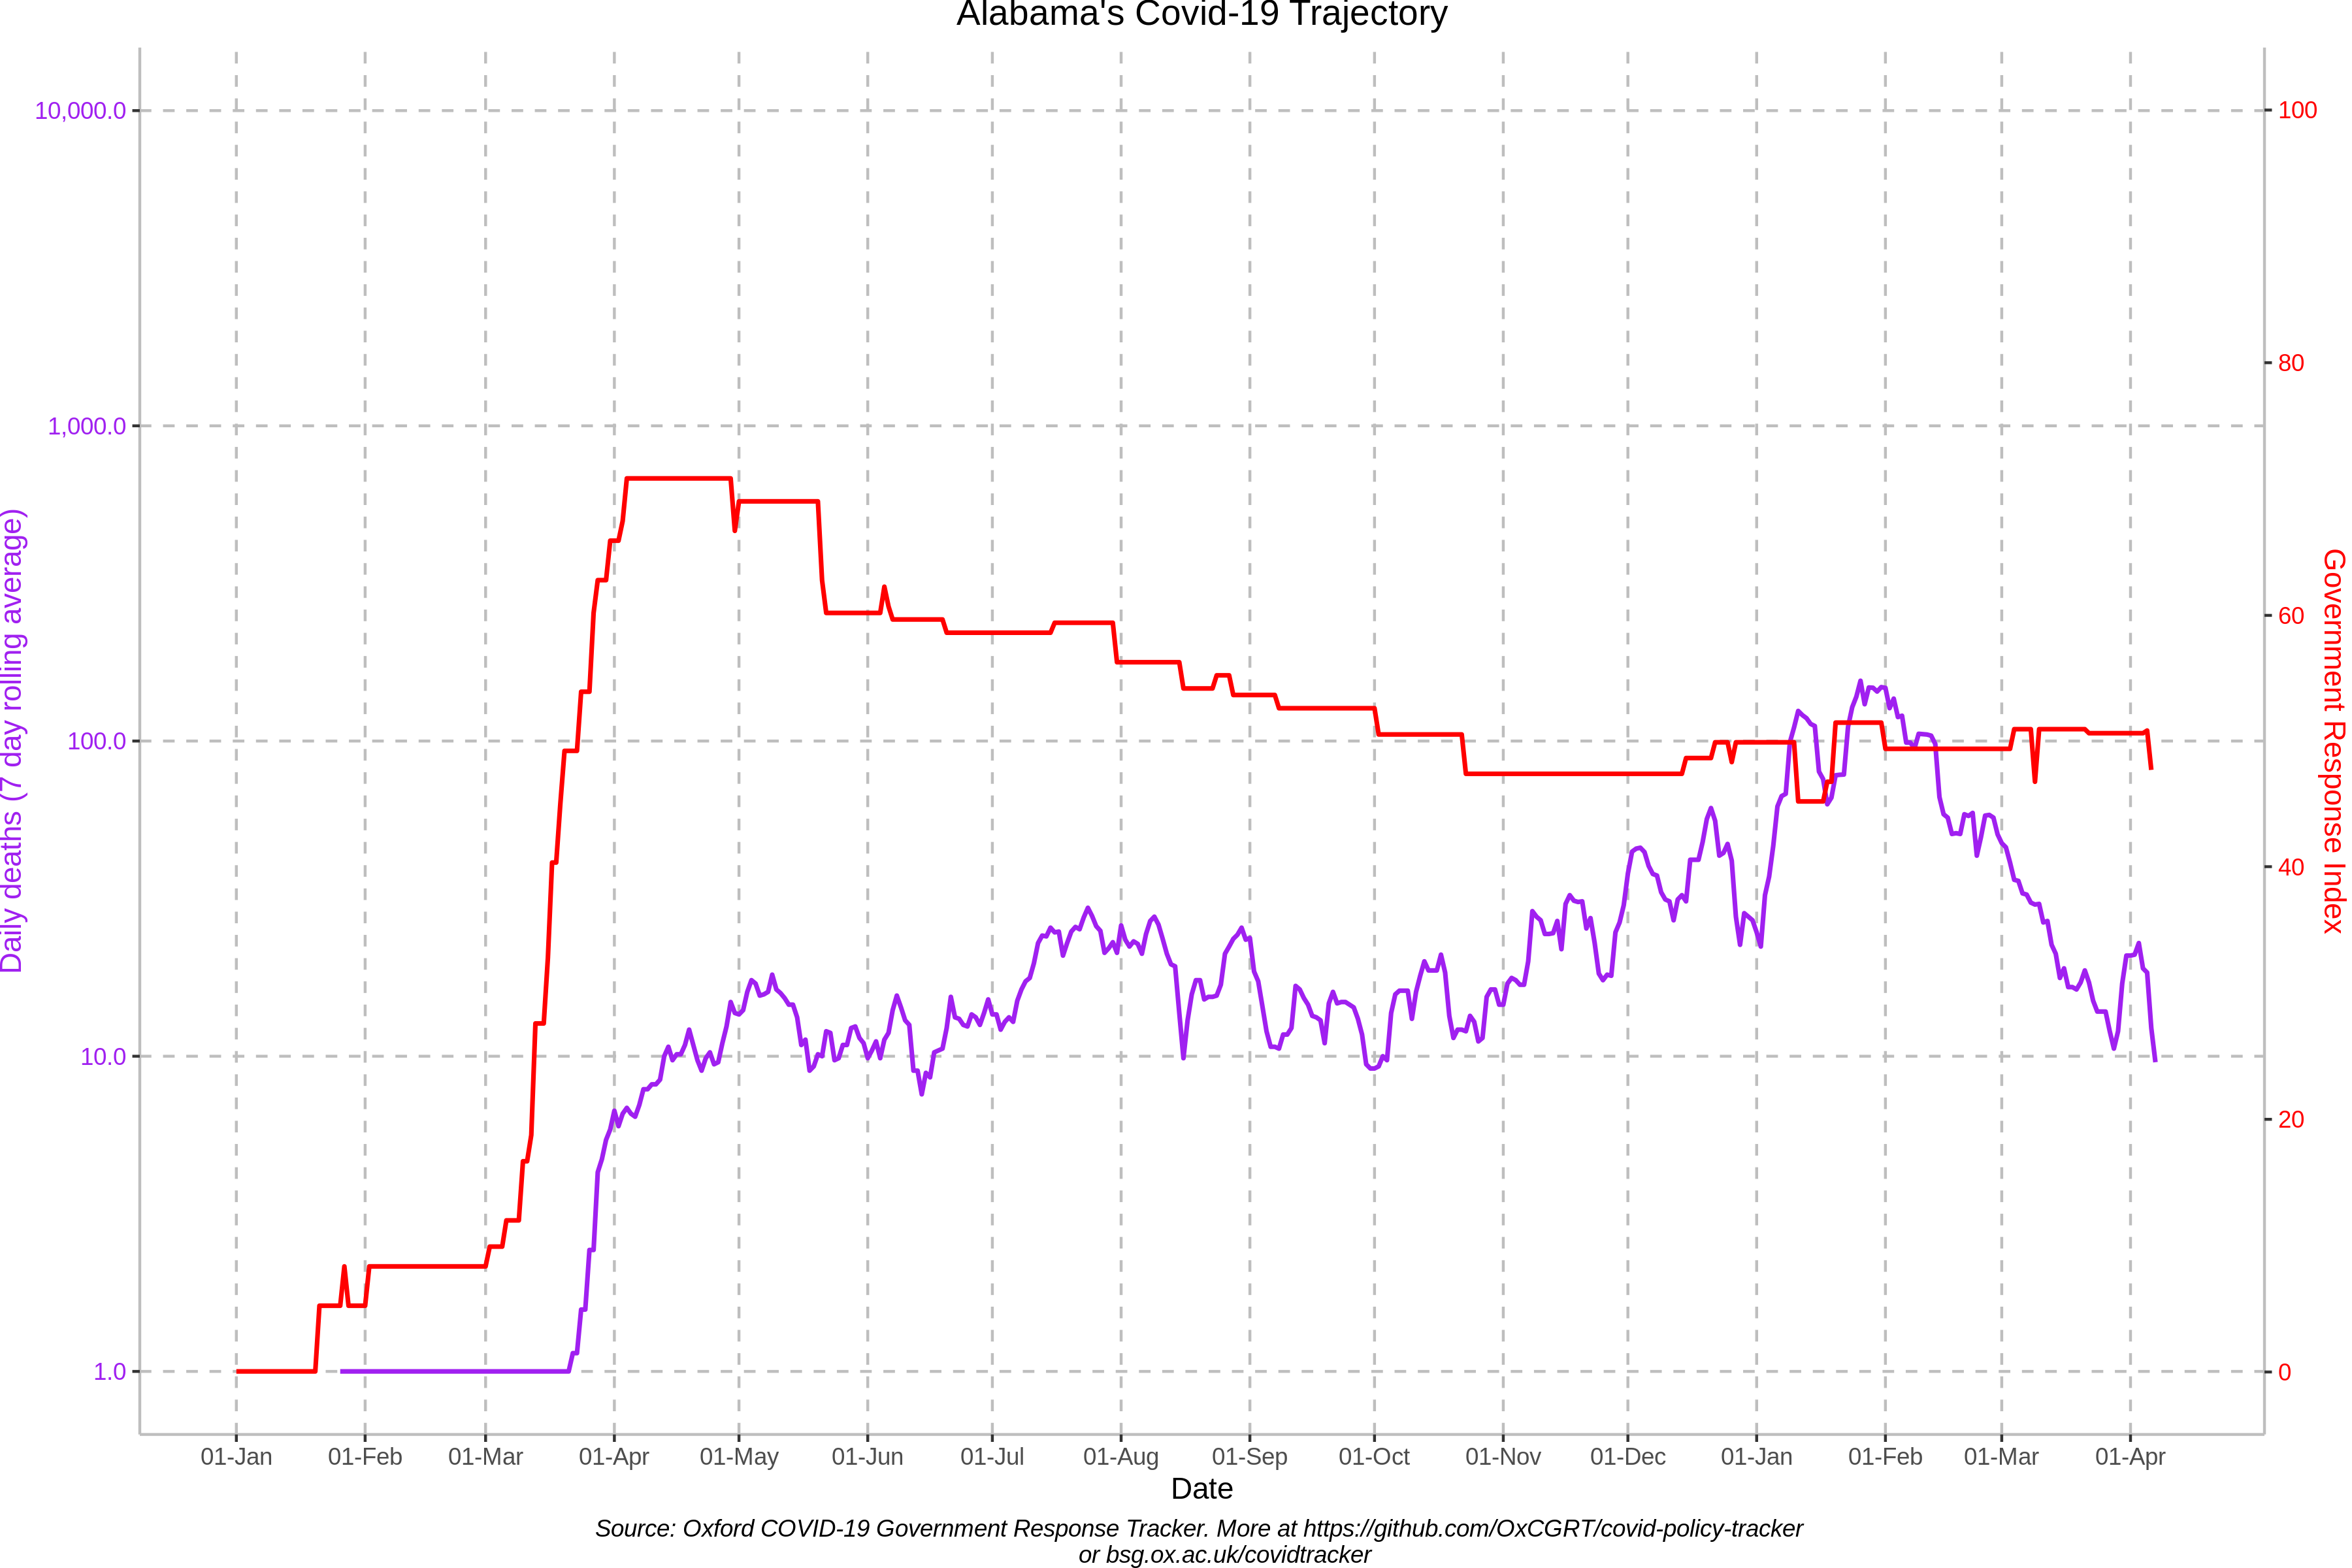 Alabama's Covid-19 Trajectory
Daily deaths (7 day rolling average)
10,000.0
1,000.0
100.0
10.0
1.0
100
80
60
40
20
0
Government Response Index
01-Jan 01-Feb 01-Mar 01-Apr 01-May 01-Jun 01-Jul 01-Aug 01-Sep 01-Oct 01-Nov 01-Dec 01-Jan 01-Feb 01-Mar 01-Apr
Date
Source: Oxford COVID-19 Government Response Tracker. More at https://github.com/OxCGRT/covid-policy-tracker
or bsg.ox.ac.uk/covidtracker